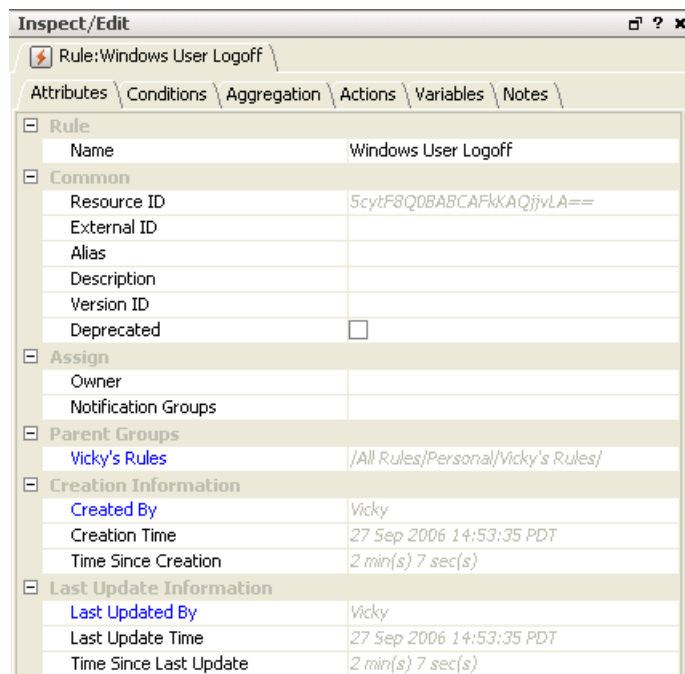 Inspect/Edit
Rule:Windows User Logoff
Attributes Conditions Aggregation Actions Variables Notes
Rule
Name Windows User Logoff
Common
Resource ID 5cytF8Q0BABCAFkKAQjjvLA==
External ID
Alias
Description
Version ID
Deprecated
Assign
Owner
Notification Groups
Parent Groups
Vicky's Rules /All Rules/Personal/Vicky's Rules/
Creation Information
Created By Vicky
Creation Time 27 Sep 2006 14:53:35 PDT
Time Since Creation 2 min(s) 7 sec(s)
Last Update Information
Last Updated By Vicky
Last Update Time 27 Sep 2006 14:53:35 PDT
Time Since Last Update 2 min(s) 7 sec(s)